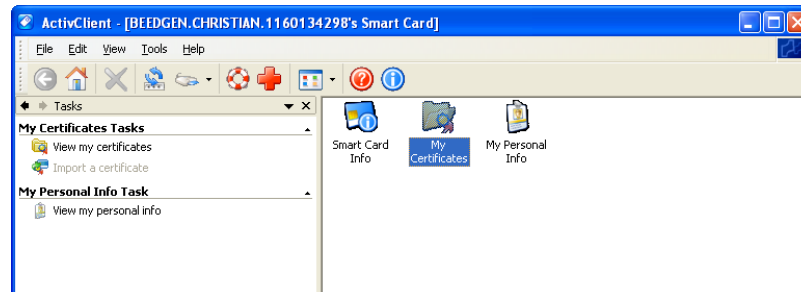 ActivClient - [BEEDGEN.CHRISTIAN.1160134298's Smart Card]
File Edit View Tools Help
Tasks
My Certificates Tasks
View my certificates
Import a certificate
My Personal Info Task
View my personal info
Smart Card
Info
My
Certificates
My Personal
Info